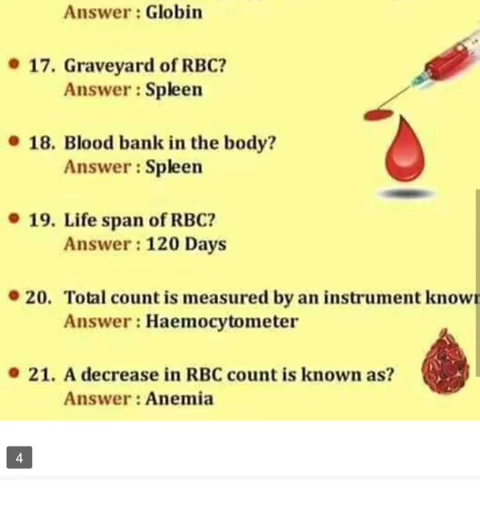 Answer : Globin
17. Graveyard of RBC?
Answer : Spleen
18. Blood bank in the body?
Answer : Spleen
19. Life span of RBC?
Answer : 120 Days
20. Total count is measured by an instrument known
Answer : Haemocytometer
21. A decrease in RBC count is known as?
Answer : Anemia
4